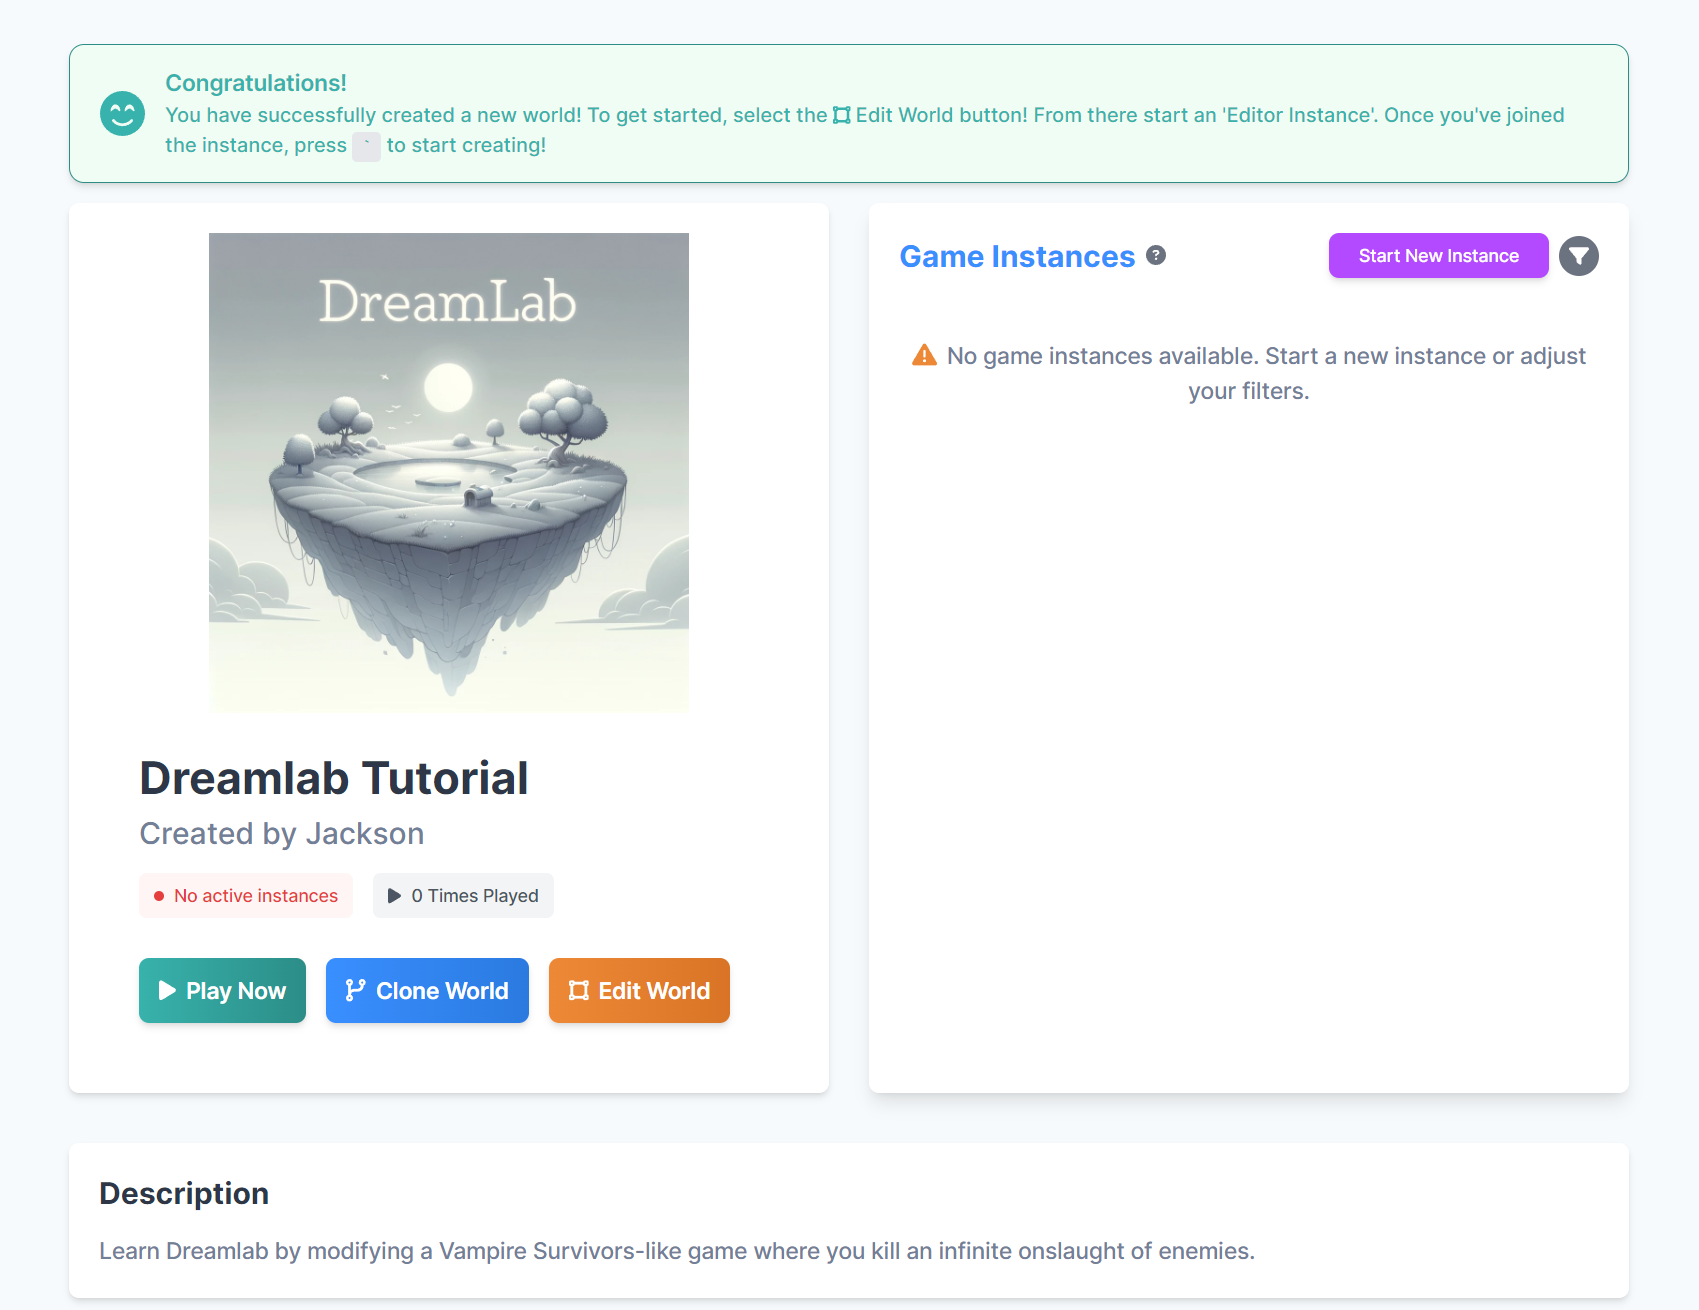 Congratulations!
You have successfully created a new world! To get started, select the Edit World button! From there start an 'Editor Instance'. Once you've joined
the instance, press ` to start creating!
DreamLab
Dreamlab Tutorial
Created by Jackson
No active instances
0 Times Played
Play Now
Clone World
Edit World
Game Instances ?
Start New Instance
No game instances available. Start a new instance or adjust
your filters.
Description
Learn Dreamlab by modifying a Vampire Survivors-like game where you kill an infinite onslaught of enemies.